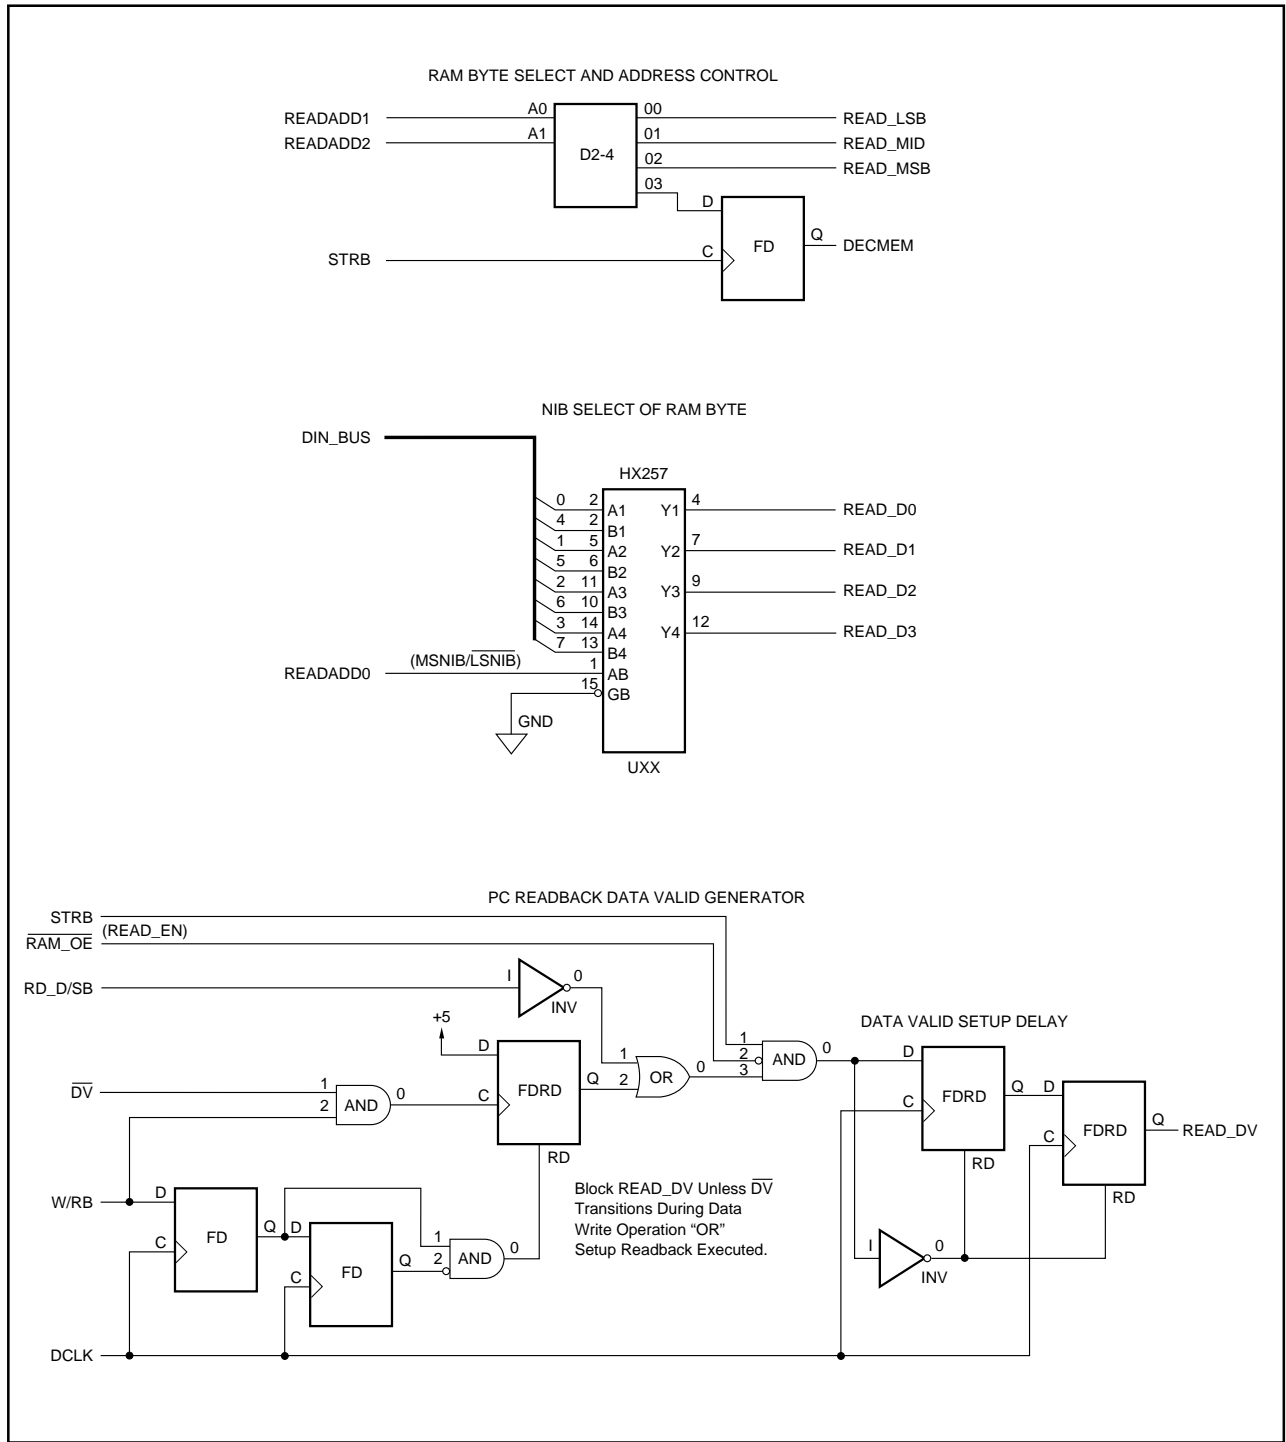 RAM BYTE SELECT AND ADDRESS CONTROL
READADD1 A0 00 READ_LSB
READADD2 A1 D2-4 01 READ_MID
02 READ_MSB
03
D
STRB C FD Q DECMEM
NIB SELECT OF RAM BYTE
DIN_BUS
HX257
0 2 A1 Y1 4 READ_D0
4 2 B1
1 5 A2 Y2 7 READ_D1
5 6 B2
2 11 A3 Y3 9 READ_D2
6 10 B3
3 14 A4 Y4 12 READ_D3
7 13 B4
READADD0 (MSNIB/L̅S̅N̅I̅B̅) 1 AB
15 GB
GND
UXX
PC READBACK DATA VALID GENERATOR
STRB
R̅A̅M̅_̅O̅E̅ (READ_EN)
RD_D/SB I 0
INV
+5
DATA VALID SETUP DELAY
D FDRD Q C RD
1 2 OR 0
1 2 3 AND 0
D̅V̅ 1 2 AND 0
D FDRD Q C RD
D FDRD Q C RD READ_DV
W/RB D FD Q C
D FD Q C
1 2 AND 0
Block READ_DV Unless D̅V̅
Transitions During Data
Write Operation “OR”
Setup Readback Executed.
I 0
INV
DCLK